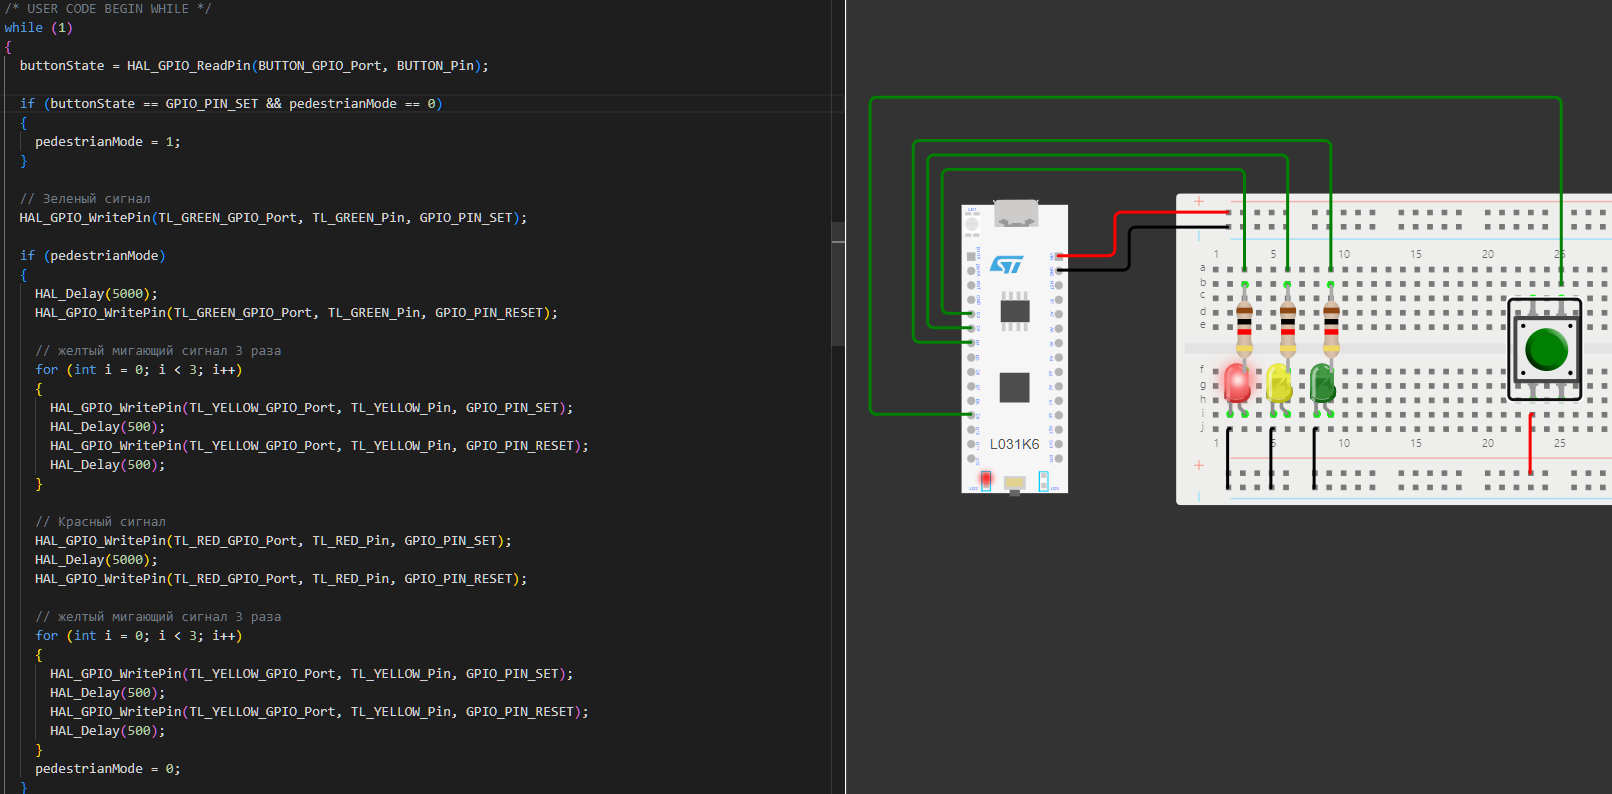 /* USER CODE BEGIN WHILE */
while (1)
{
buttonState = HAL_GPIO_ReadPin(BUTTON_GPIO_Port, BUTTON_Pin);
if (buttonState == GPIO_PIN_SET && pedestrianMode == 0)
{
pedestrianMode = 1;
}
// Зеленый сигнал
HAL_GPIO_WritePin(TL_GREEN_GPIO_Port, TL_GREEN_Pin, GPIO_PIN_SET);
if (pedestrianMode)
{
HAL_Delay(5000);
HAL_GPIO_WritePin(TL_GREEN_GPIO_Port, TL_GREEN_Pin, GPIO_PIN_RESET);
// желтый мигающий сигнал 3 раза
for (int i = 0; i < 3; i++)
{
HAL_GPIO_WritePin(TL_YELLOW_GPIO_Port, TL_YELLOW_Pin, GPIO_PIN_SET);
HAL_Delay(500);
HAL_GPIO_WritePin(TL_YELLOW_GPIO_Port, TL_YELLOW_Pin, GPIO_PIN_RESET);
HAL_Delay(500);
}
// Красный сигнал
HAL_GPIO_WritePin(TL_RED_GPIO_Port, TL_RED_Pin, GPIO_PIN_SET);
HAL_Delay(5000);
HAL_GPIO_WritePin(TL_RED_GPIO_Port, TL_RED_Pin, GPIO_PIN_RESET);
// желтый мигающий сигнал 3 раза
for (int i = 0; i < 3; i++)
{
HAL_GPIO_WritePin(TL_YELLOW_GPIO_Port, TL_YELLOW_Pin, GPIO_PIN_SET);
HAL_Delay(500);
HAL_GPIO_WritePin(TL_YELLOW_GPIO_Port, TL_YELLOW_Pin, GPIO_PIN_RESET);
HAL_Delay(500);
}
pedestrianMode = 0;
}
ST
L031K6
1 5 10 15 20 25
a
b
c
d
e
f
g
h
i
j
1 5 10 15 20 25